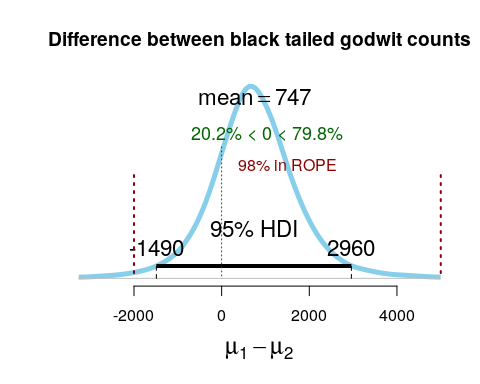 Difference between black tailed godwit counts
mean = 747
20.2% < 0 < 79.8%
98% in ROPE
95% HDI
-1490 2960
-2000 0 2000 4000
μ1 − μ2